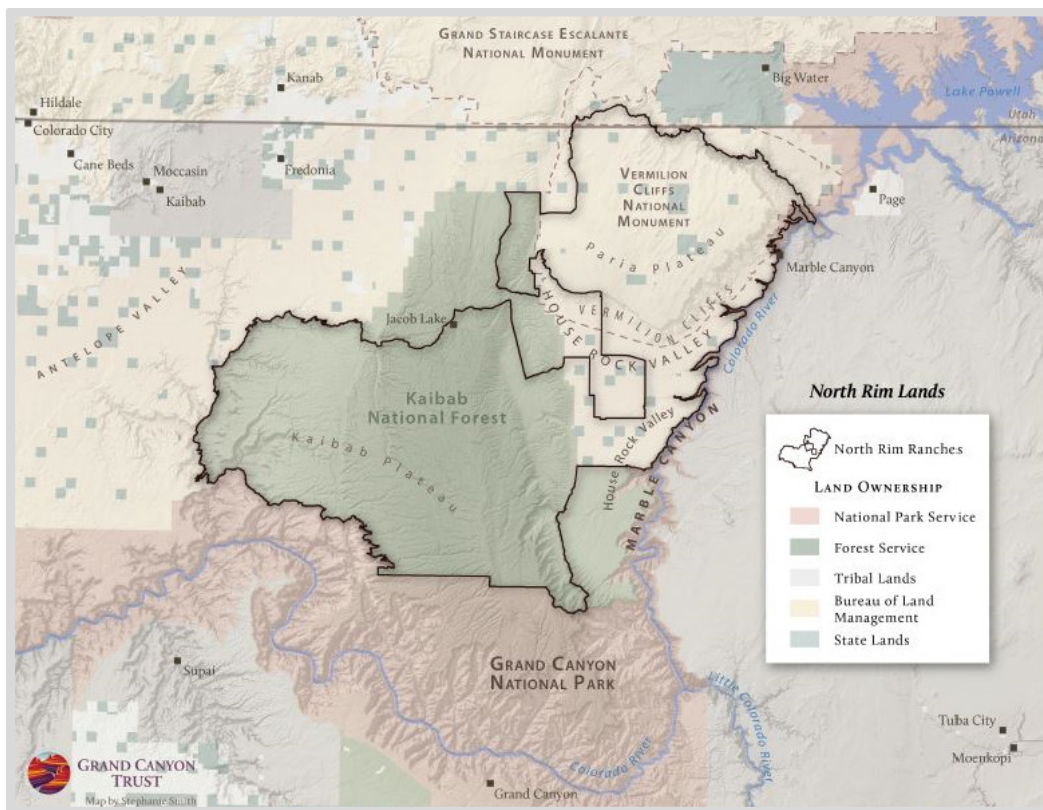 GRAND STAIRCASE ESCALANTE
NATIONAL MONUMENT
Kanab
Big Water
Hildale
Lake Powell
Colorado City
Utah
Arizona
Cane Beds
Moccasin
Fredonia
Kaibab
VERMILION
CLIFFS
NATIONAL
MONUMENT
Page
Paria Plateau
Marble Canyon
ANTELOPE VALLEY
Jacob Lake
VERMILION CLIFFS
HOUSE ROCK VALLEY
Colorado River
North Rim Lands
Kaibab
National Forest
Kaibab Plateau
House Rock Valley
MARBLE CANYON
North Rim Ranches
LAND OWNERSHIP
National Park Service
Forest Service
Tribal Lands
Bureau of Land
Management
State Lands
Supai
GRAND CANYON
NATIONAL PARK
Little Colorado River
Colorado River
Tuba City
Moenkopi
GRAND CANYON
TRUST
Map by Stephanie Smith
Grand Canyon